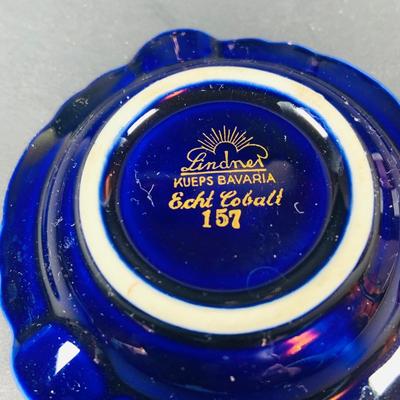 Lindner
KUEPS BAVARIA
Echt Cobalt
157